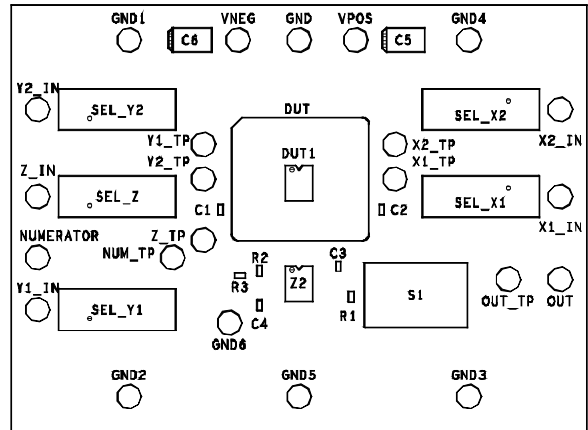 GND1
VNEG
GND
VPOS
GND4
C6
C5
Y2_IN
SEL_Y2
DUT
SEL_X2
X2_IN
Y1_TP
Y2_TP
DUT1
X2_TP
X1_TP
Z_IN
SEL_Z
C1
C2
SEL_X1
X1_IN
NUMERATOR
NUM_TP
Z_TP
R2
R3
C4
Z2
C3
R1
S1
OUT_TP
OUT
Y1_IN
SEL_Y1
GND6
GND2
GND5
GND3